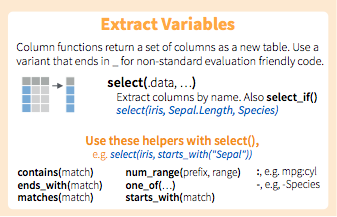 Extract Variables
Column functions return a set of columns as a new table. Use a
variant that ends in _ for non-standard evaluation friendly code.
select(.data, …)
Extract columns by name. Also select_if()
select(iris, Sepal.Length, Species)
Use these helpers with select(),
e.g. select(iris, starts_with("Sepal"))
contains(match) num_range(prefix, range) :, e.g. mpg:cyl
ends_with(match) one_of(…) -, e.g, -Species
matches(match) starts_with(match)